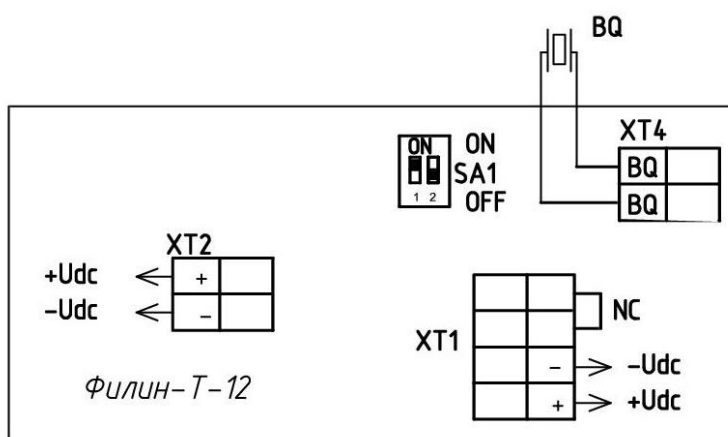 BQ
XT4
ON ON
SA1
1 2 OFF
BQ
BQ
XT2
+Udc +
-Udc -
NC
XT1
- -Udc
+ +Udc
Филин-Т-12